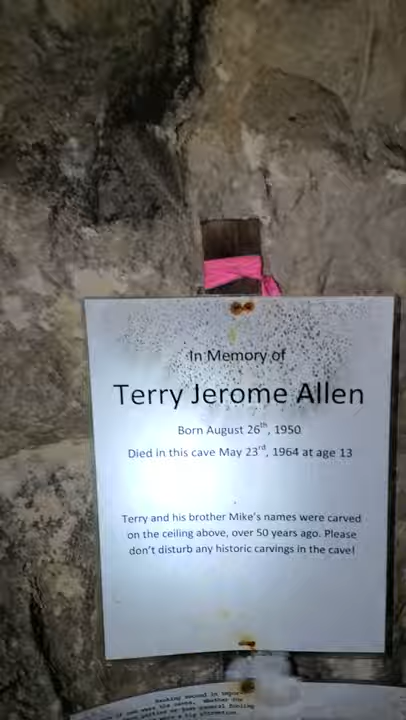 In Memory of
Terry Jerome Allen
Born August 26th, 1950
Died in this cave May 23rd, 1964 at age 13
Terry and his brother Mike's names were carved
on the ceiling above, over 50 years ago. Please
don't disturb any historic carvings in the cave!